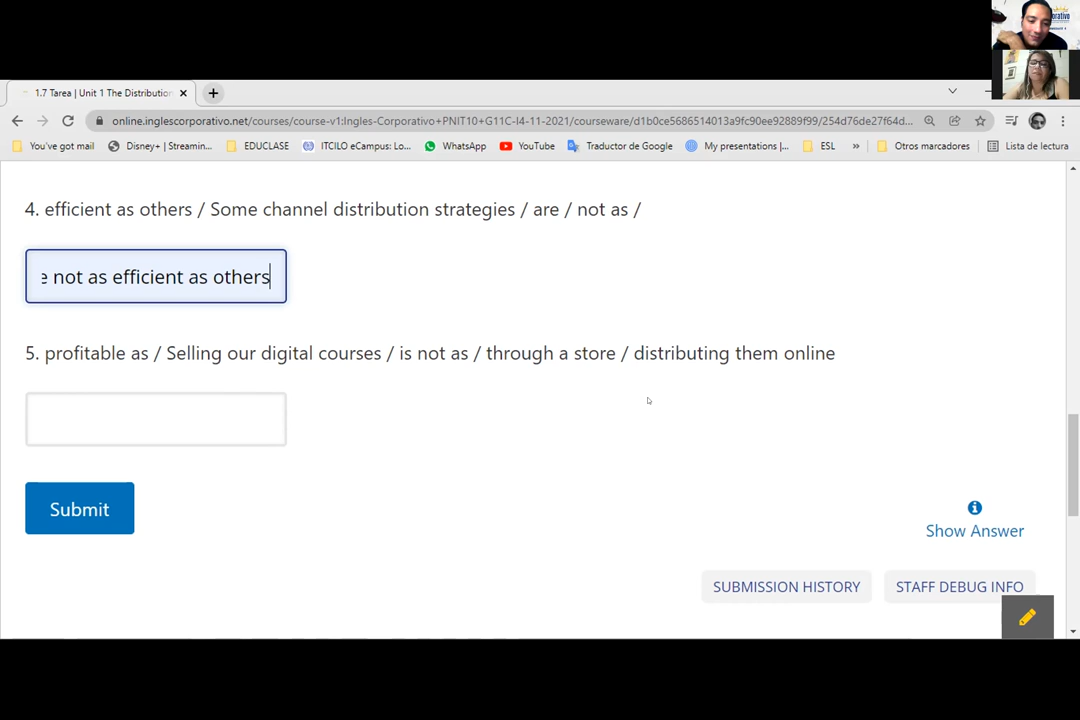 1.7 Tarea | Unit 1 The Distribution
online.inglescorporativo.net/courses/course-v1:Ingles-Corporativo+PNIT10+G11C-I4-11-2021/courseware/d1b0ce5686514013a9fc90ee92889f99/254d76de27f64d...
You've got mail Disney+ | Streamin... EDUCLASE ITCILO eCampus: Lo... WhatsApp YouTube Traductor de Google My presentations |... ESL » Otros marcadores Lista de lectura
4. efficient as others / Some channel distribution strategies / are / not as /
e not as efficient as others
5. profitable as / Selling our digital courses / is not as / through a store / distributing them online
Submit
Show Answer
SUBMISSION HISTORY STAFF DEBUG INFO